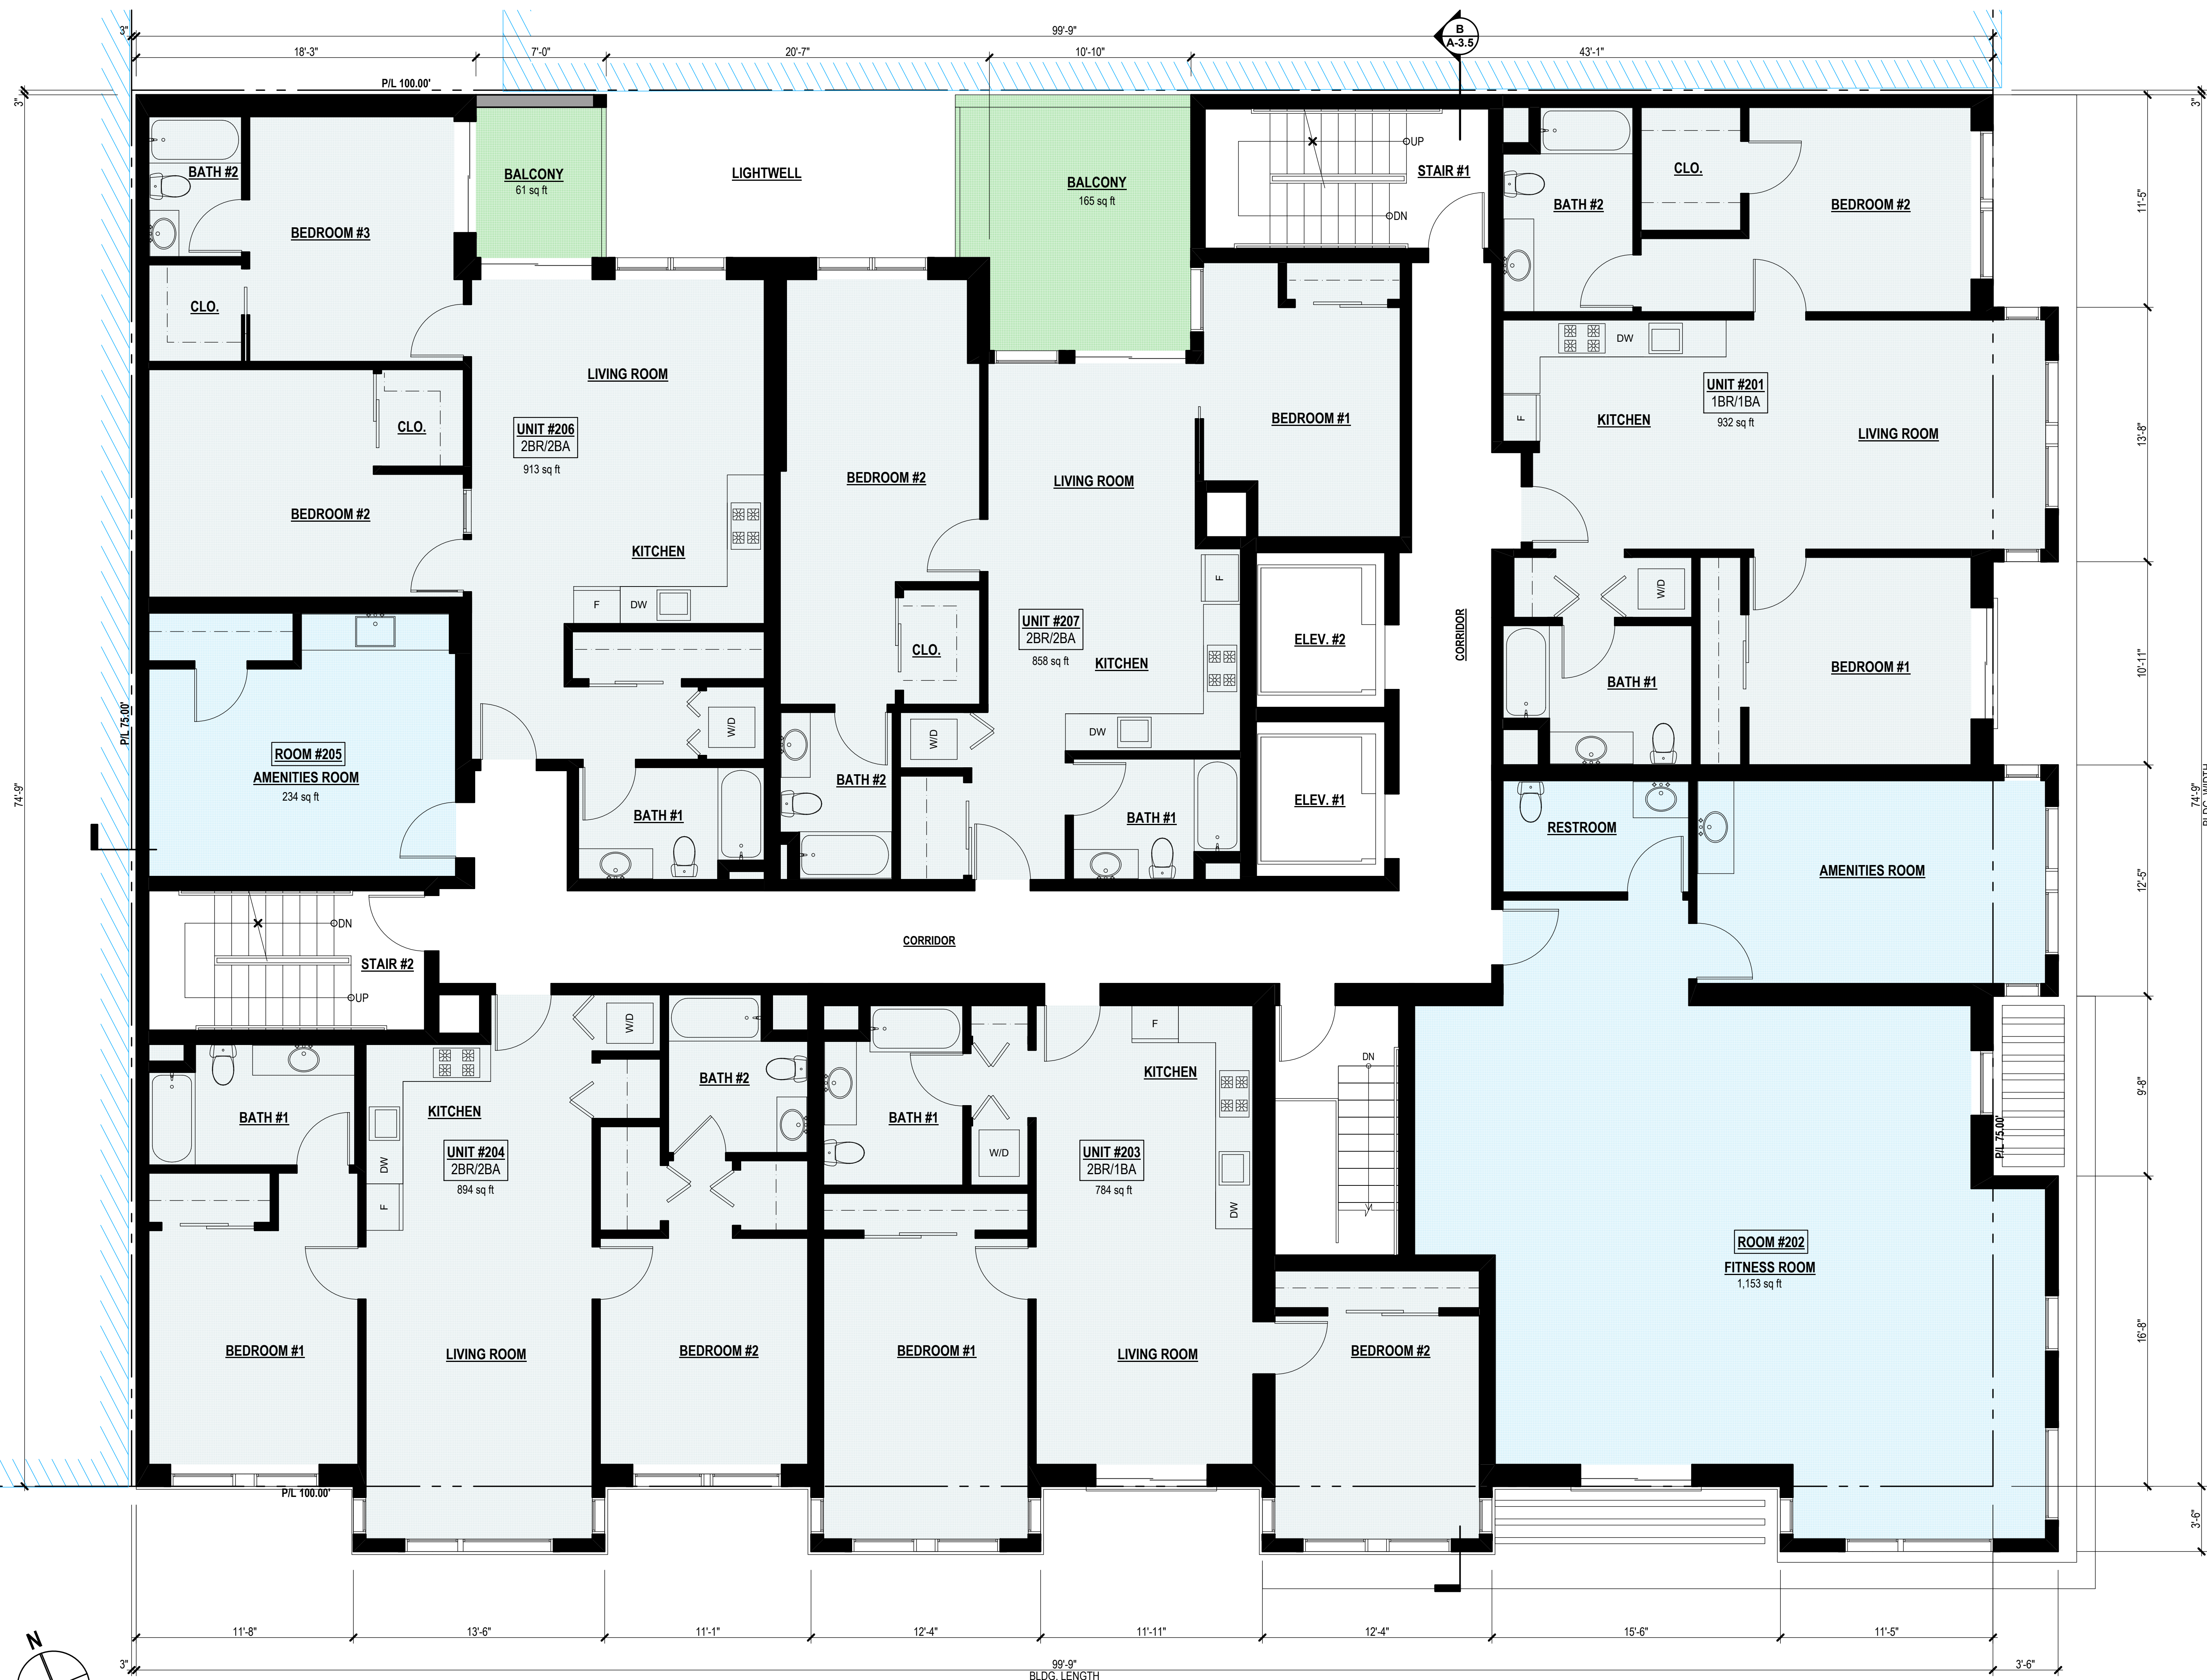 99'-9"
3"
18'-3"
7'-0"
20'-7"
10'-10"
43'-1"
B
A-3.5
P/L 100.00'
3"
3"
BATH #2
BEDROOM #3
CLO.
BALCONY
61 sq ft
LIGHTWELL
BALCONY
165 sq ft
UP
STAIR #1
DN
BATH #2
CLO.
BEDROOM #2
11'-5"
LIVING ROOM
CLO.
UNIT #206
2BR/2BA
913 sq ft
BEDROOM #2
KITCHEN
F
DW
BEDROOM #2
LIVING ROOM
BEDROOM #1
DW
F
UNIT #201
1BR/1BA
932 sq ft
KITCHEN
LIVING ROOM
13'-8"
UNIT #207
2BR/2BA
858 sq ft
KITCHEN
F
CLO.
W/D
DW
ELEV. #2
ELEV. #1
CORRIDOR
W/D
BATH #1
BEDROOM #1
10'-11"
P/L 75.00'
ROOM #205
AMENITIES ROOM
234 sq ft
W/D
BATH #1
BATH #2
BATH #1
74'-9"
RESTROOM
AMENITIES ROOM
12'-5"
74'-9"
BLDG. WIDTH
DN
STAIR #2
UP
CORRIDOR
W/D
BATH #2
BATH #1
KITCHEN
DW
F
UNIT #204
2BR/2BA
894 sq ft
BATH #1
W/D
F
KITCHEN
UNIT #203
2BR/1BA
784 sq ft
DW
DN
9'-8"
P/L 75.00'
ROOM #202
FITNESS ROOM
1,153 sq ft
BEDROOM #1
LIVING ROOM
BEDROOM #2
BEDROOM #1
LIVING ROOM
BEDROOM #2
16'-8"
P/L 100.00'
3'-6"
11'-8"
13'-6"
11'-1"
12'-4"
11'-11"
12'-4"
15'-6"
11'-5"
N
3"
99'-9"
BLDG. LENGTH
3'-6"